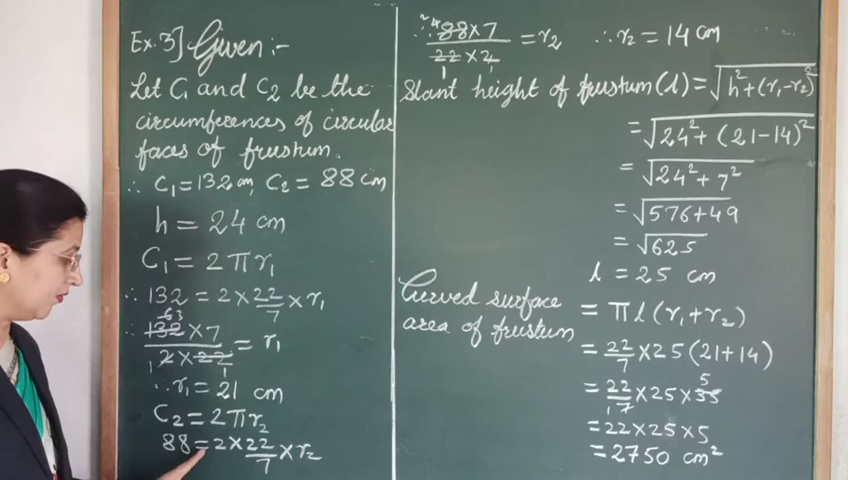 Ex. 3] Given :-
Let C₁ and C₂ be the
circumferences of circular
faces of frustum.
∴ C₁ = 132 cm, C₂ = 88 cm
h = 24 cm
C₁ = 2πr₁
∴ 132 = 2 × 22/7 × r₁
∴ (132 × 7)/(2 × 22) = r₁
∴ r₁ = 21 cm
C₂ = 2πr₂
88 = 2 × 22/7 × r₂
∴ (88 × 7)/(22 × 2) = r₂ ∴ r₂ = 14 cm
Slant height of frustum (l) = √(h² + (r₁ – r₂)²)
= √(24² + (21 – 14)²)
= √(24² + 7²)
= √(576 + 49)
= √625
l = 25 cm
Curved surface
area of frustum = πl (r₁ + r₂)
= 22/7 × 25 (21 + 14)
= 22/7 × 25 × 35
= 22 × 25 × 5
= 2750 cm²